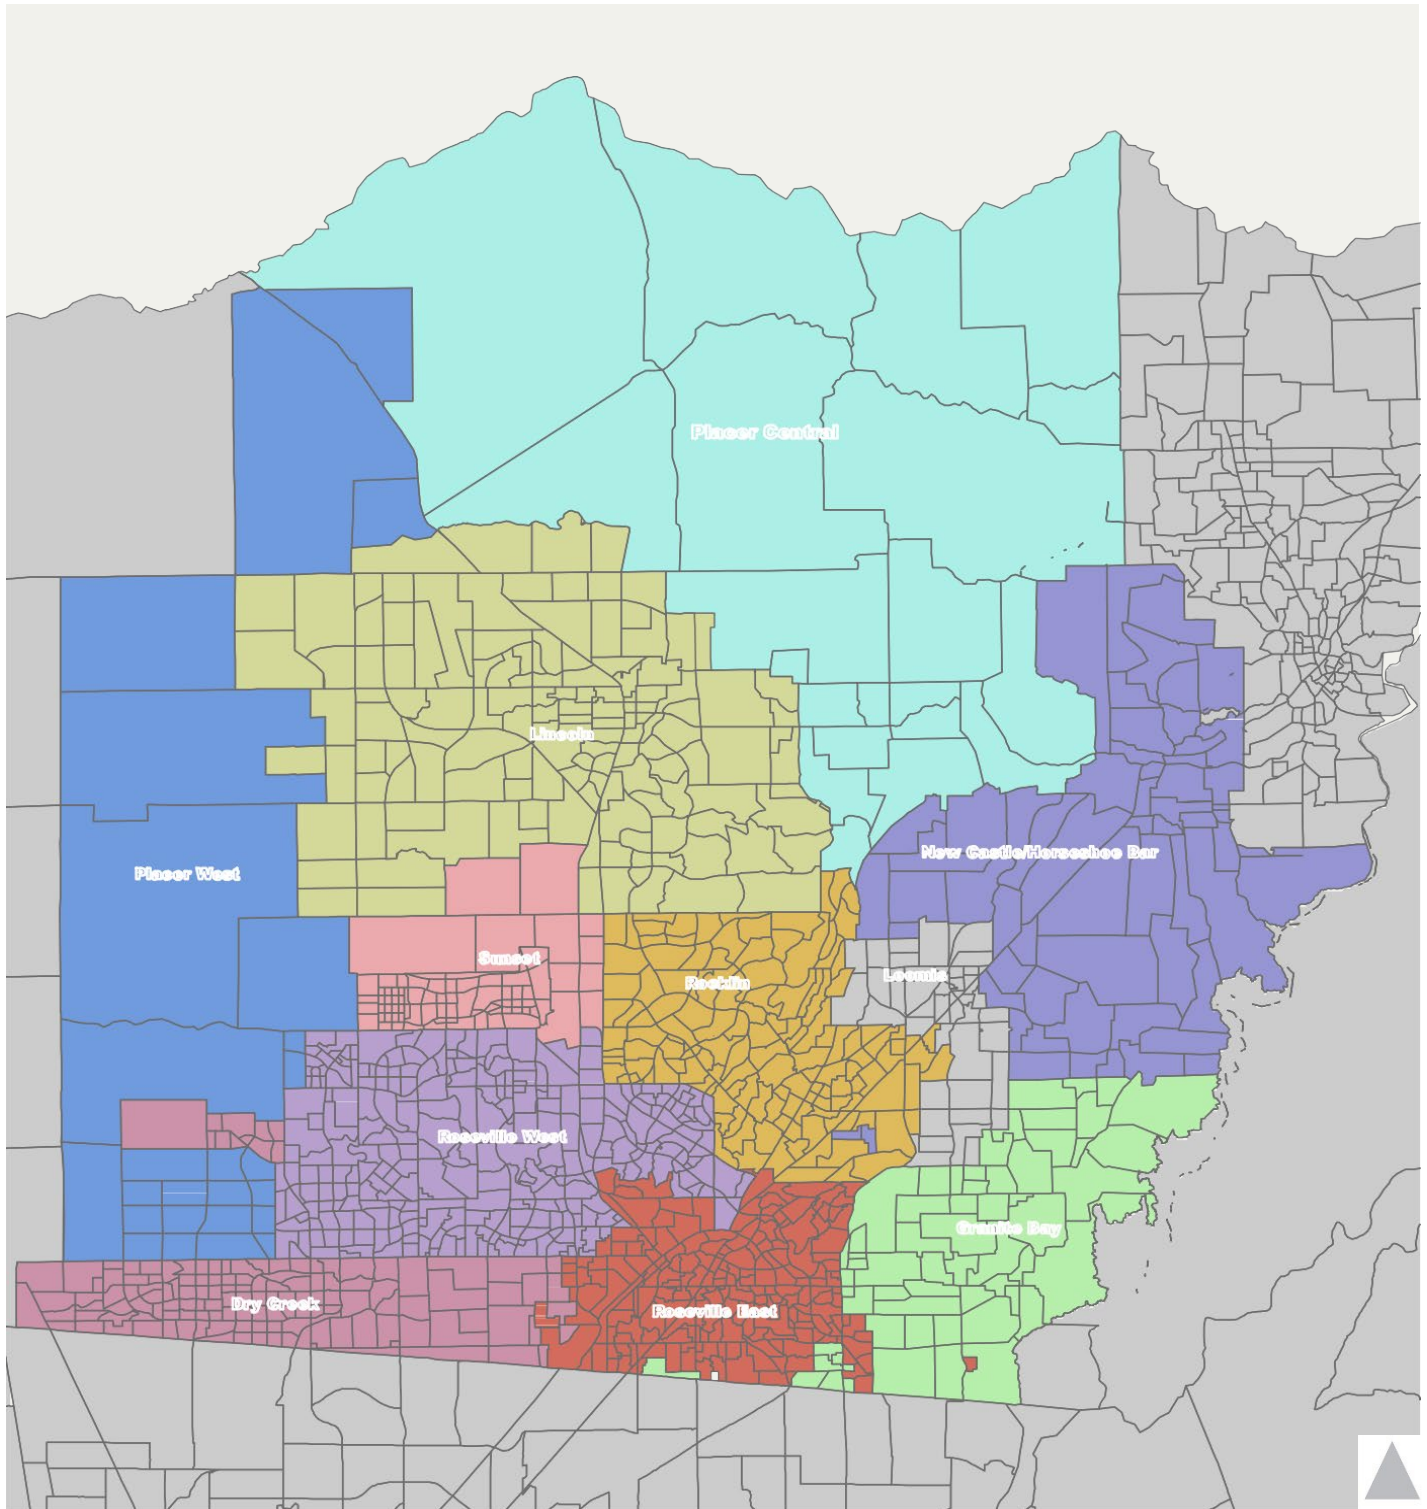 Placer Central
Lincoln
New Castle/Horseshoe Bar
Placer West
Sunset
Loomis
Rocklin
Roseville West
Granite Bay
Dry Creek
Roseville East